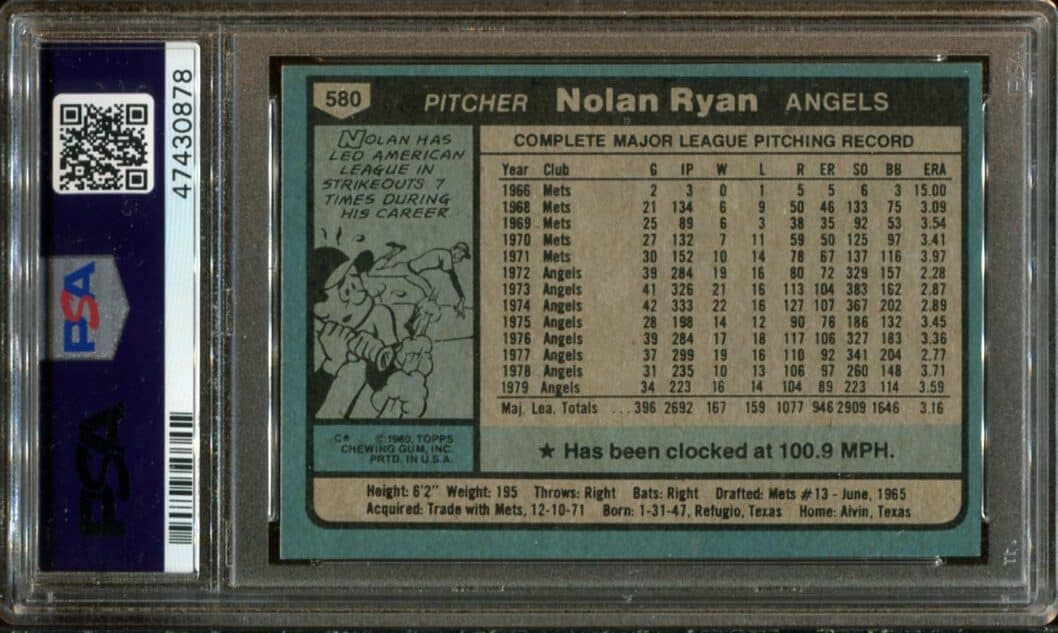 47430878
PSA
PSA
580 PITCHER Nolan Ryan ANGELS
NOLAN HAS
LED AMERICAN
LEAGUE IN
STRIKEOUTS 7
TIMES DURING
HIS CAREER
C* © 1980, TOPPS
CHEWING GUM, INC.
PRTD. IN U.S.A.
COMPLETE MAJOR LEAGUE PITCHING RECORD
Year Club G IP W L R ER SO BB ERA
1966 Mets 2 3 0 1 5 5 6 3 15.00
1968 Mets 21 134 6 9 50 46 133 75 3.09
1969 Mets 25 89 6 3 38 35 92 53 3.54
1970 Mets 27 132 7 11 59 50 125 97 3.41
1971 Mets 30 152 10 14 78 67 137 116 3.97
1972 Angels 39 284 19 16 80 72 329 157 2.28
1973 Angels 41 326 21 16 113 104 383 162 2.87
1974 Angels 42 333 22 16 127 107 367 202 2.89
1975 Angels 28 198 14 12 90 76 186 132 3.45
1976 Angels 39 284 17 18 117 106 327 183 3.36
1977 Angels 37 299 19 16 110 92 341 204 2.77
1978 Angels 31 235 10 13 106 97 260 148 3.71
1979 Angels 34 223 16 14 104 89 223 114 3.59
Maj. Lea. Totals ...396 2692 167 159 1077 946 2909 1646 3.16
★ Has been clocked at 100.9 MPH.
Height: 6'2" Weight: 195 Throws: Right Bats: Right Drafted: Mets #13 - June, 1965
Acquired: Trade with Mets, 12-10-71 Born: 1-31-47, Refugio, Texas Home: Alvin, Texas